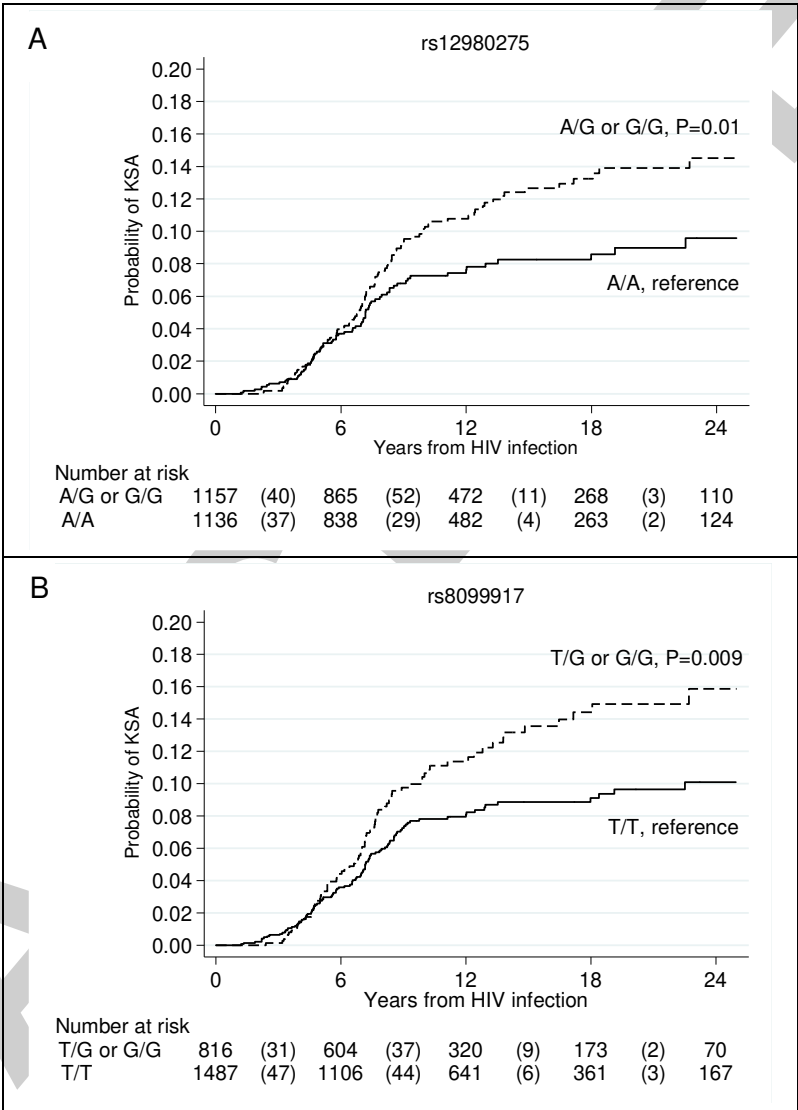 A
rs12980275
Probability of KSA
0.20
0.18
0.16
0.14
0.12
0.10
0.08
0.06
0.04
0.02
0.00
A/G or G/G, P=0.01
A/A, reference
0 6 12 18 24
Years from HIV infection
Number at risk
A/G or G/G 1157 (40) 865 (52) 472 (11) 268 (3) 110
A/A 1136 (37) 838 (29) 482 (4) 263 (2) 124
B
rs8099917
Probability of KSA
0.20
0.18
0.16
0.14
0.12
0.10
0.08
0.06
0.04
0.02
0.00
T/G or G/G, P=0.009
T/T, reference
0 6 12 18 24
Years from HIV infection
Number at risk
T/G or G/G 816 (31) 604 (37) 320 (9) 173 (2) 70
T/T 1487 (47) 1106 (44) 641 (6) 361 (3) 167